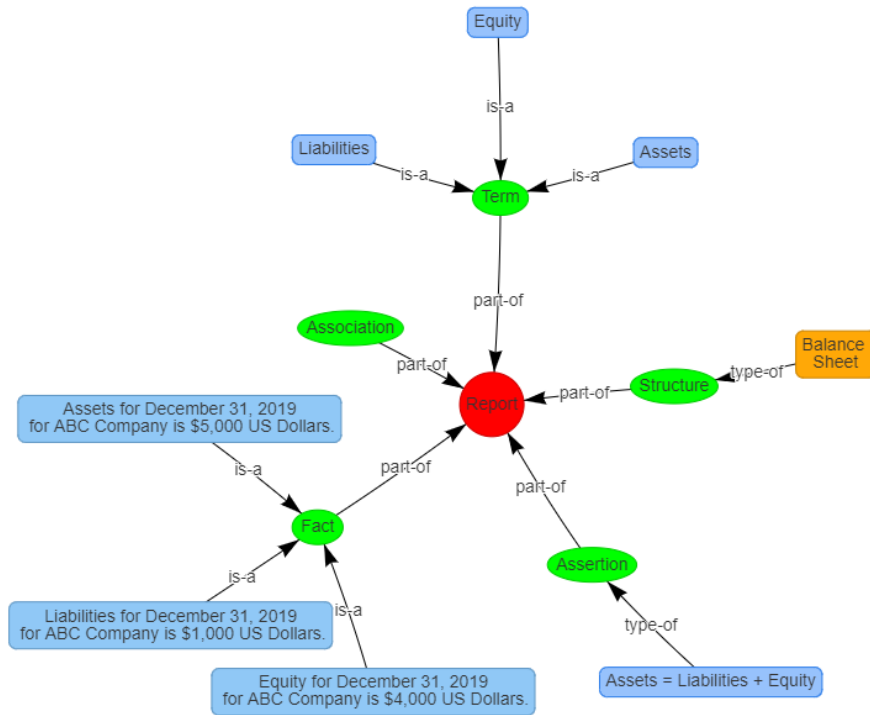 Equity
is-a
Liabilities
Assets
is-a
is-a
Term
part-of
Association
part-of
Balance
Sheet
type-of
Structure
part-of
Report
Assets for December 31, 2019
for ABC Company is $5,000 US Dollars.
is-a
part-of
part-of
Fact
Assertion
is-a
Liabilities for December 31, 2019
for ABC Company is $1,000 US Dollars.
is-a
type-of
Equity for December 31, 2019
for ABC Company is $4,000 US Dollars.
Assets = Liabilities + Equity